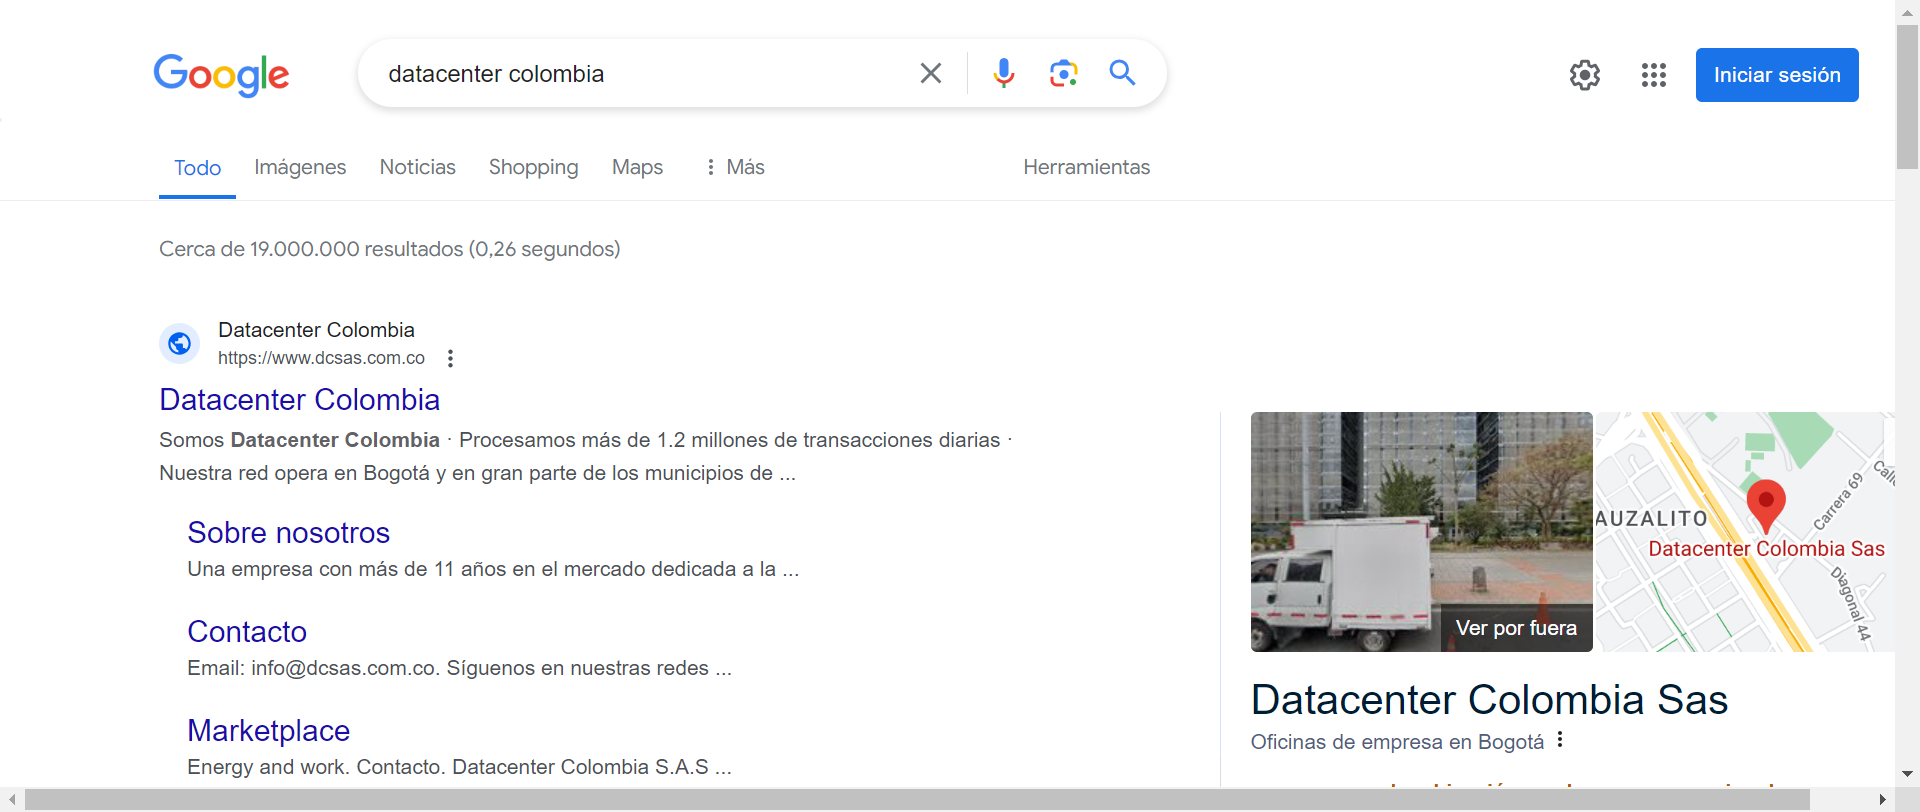 Google
datacenter colombia
Iniciar sesión
Todo
Imágenes
Noticias
Shopping
Maps
Más
Herramientas
Cerca de 19.000.000 resultados (0,26 segundos)
Datacenter Colombia
https://www.dcsas.com.co
Datacenter Colombia
Somos Datacenter Colombia · Procesamos más de 1.2 millones de transacciones diarias ·
Nuestra red opera en Bogotá y en gran parte de los municipios de ...
Sobre nosotros
Una empresa con más de 11 años en el mercado dedicada a la ...
Contacto
Email: info@dcsas.com.co. Síguenos en nuestras redes ...
Marketplace
Energy and work. Contacto. Datacenter Colombia S.A.S ...
Ver por fuera
AUZALITO
Carrera 69
Datacenter Colombia Sas
Diagonal 44
Datacenter Colombia Sas
Oficinas de empresa en Bogotá